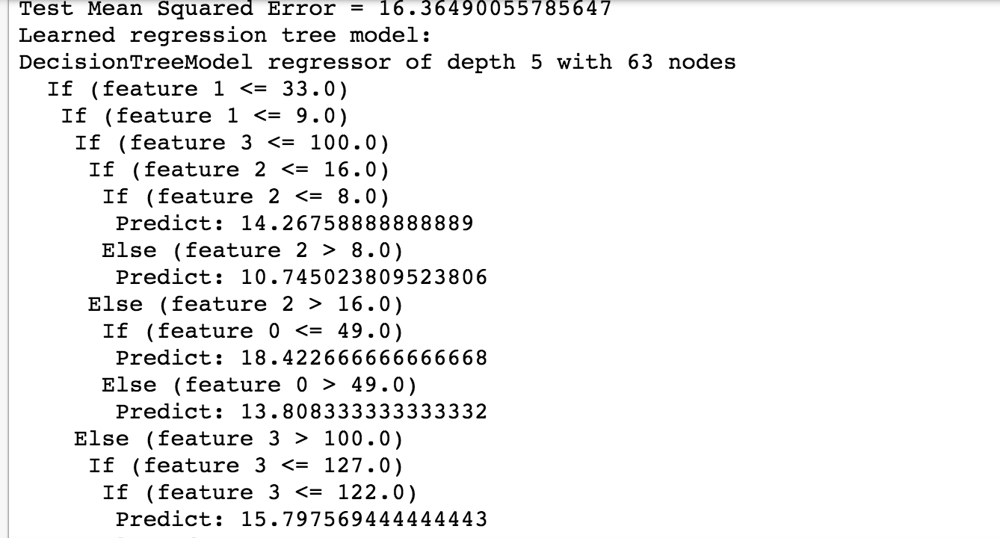 Test Mean Squared Error = 16.36490055785647
Learned regression tree model:
DecisionTreeModel regressor of depth 5 with 63 nodes
  If (feature 1 <= 33.0)
   If (feature 1 <= 9.0)
    If (feature 3 <= 100.0)
     If (feature 2 <= 16.0)
      If (feature 2 <= 8.0)
       Predict: 14.26758888888889
      Else (feature 2 > 8.0)
       Predict: 10.745023809523806
     Else (feature 2 > 16.0)
      If (feature 0 <= 49.0)
       Predict: 18.422666666666668
      Else (feature 0 > 49.0)
       Predict: 13.808333333333332
    Else (feature 3 > 100.0)
     If (feature 3 <= 127.0)
      If (feature 3 <= 122.0)
       Predict: 15.797569444444443